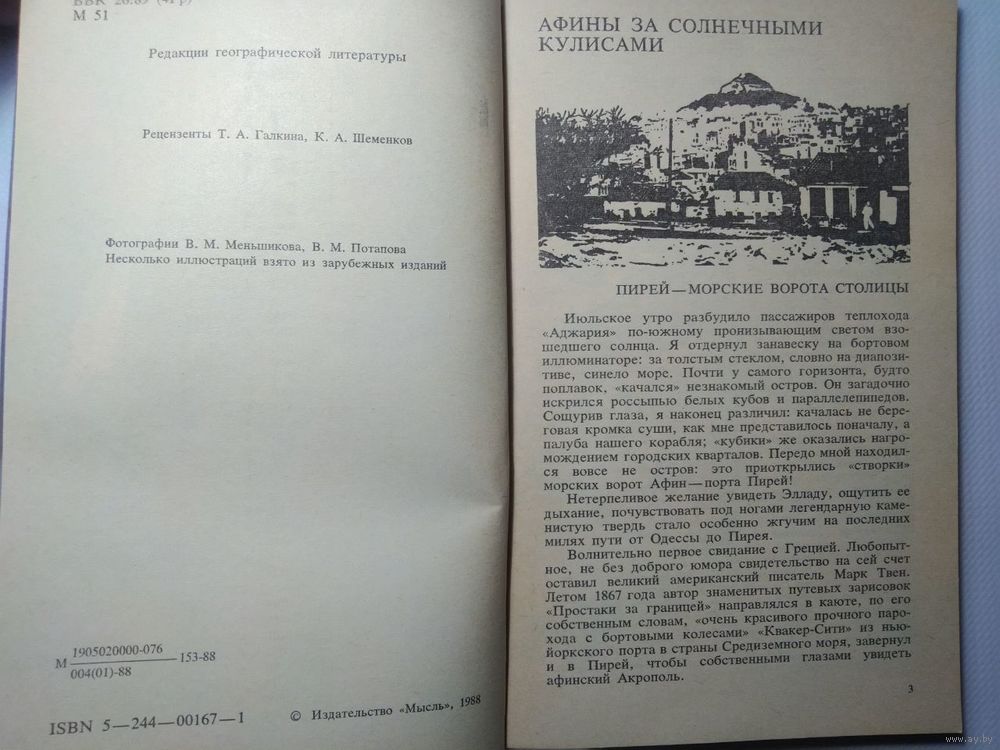 ББК 26.89 (4Гр)
М 51
Редакции географической литературы
Рецензенты Т. А. Галкина, К. А. Шеменков
Фотографии В. М. Меньшикова, В. М. Потапова
Несколько иллюстраций взято из зарубежных изданий
М 1905020000-076
004(01)-88 153-88
ISBN 5—244—00167—1
© Издательство «Мысль», 1988
АФИНЫ ЗА СОЛНЕЧНЫМИ
КУЛИСАМИ
ПИРЕЙ—МОРСКИЕ ВОРОТА СТОЛИЦЫ
Июльское утро разбудило пассажиров теплохода
«Аджария» по-южному пронизывающим светом взо-
шедшего солнца. Я отдернул занавеску на бортовом
иллюминаторе: за толстым стеклом, словно на диапози-
тиве, синело море. Почти у самого горизонта, будто
поплавок, «качался» незнакомый остров. Он загадочно
искрился россыпью белых кубов и параллелепипедов.
Сощурив глаза, я наконец различил: качалась не бере-
говая кромка суши, как мне представилось поначалу, а
палуба нашего корабля; «кубики» же оказались нагро-
мождением городских кварталов. Передо мной находил-
ся вовсе не остров: это приоткрылись «створки»
морских ворот Афин—порта Пирей!
Нетерпеливое желание увидеть Элладу, ощутить ее
дыхание, почувствовать под ногами легендарную каме-
нистую твердь стало особенно жгучим на последних
милях пути от Одессы до Пирея.
Волнительно первое свидание с Грецией. Любопыт-
ное, не без доброго юмора свидетельство на сей счет
оставил великий американский писатель Марк Твен.
Летом 1867 года автор знаменитых путевых зарисовок
«Простаки за границей» направлялся в каюте, по его
собственным словам, «очень красивого прочного паро-
хода с бортовыми колесами» «Квакер-Сити» из нью-
йоркского порта в страны Средиземного моря, завернул
и в Пирей, чтобы собственными глазами увидеть
афинский Акрополь.
3
www.ay.by